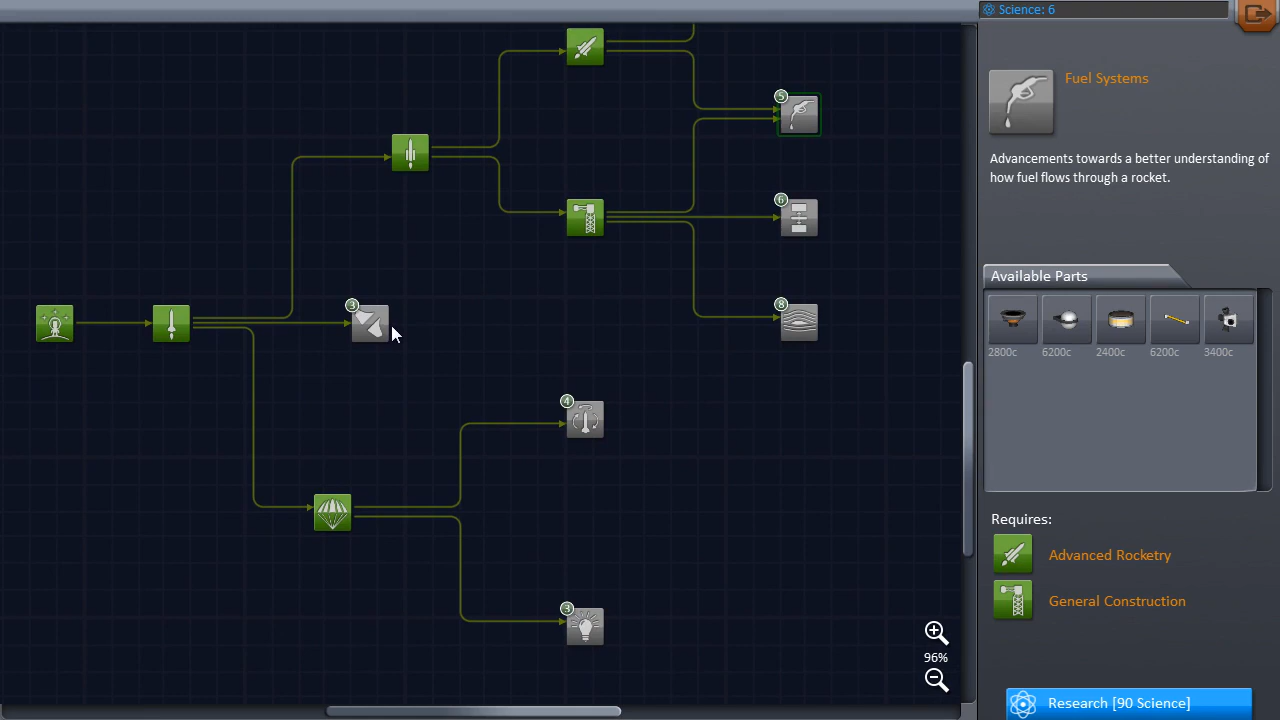 Science: 6
Fuel Systems
Advancements towards a better understanding of
how fuel flows through a rocket.
Available Parts
2800c 6200c 2400c 6200c 3400c
Requires:
Advanced Rocketry
General Construction
Research [90 Science]
5
6
3
8
4
3
96%